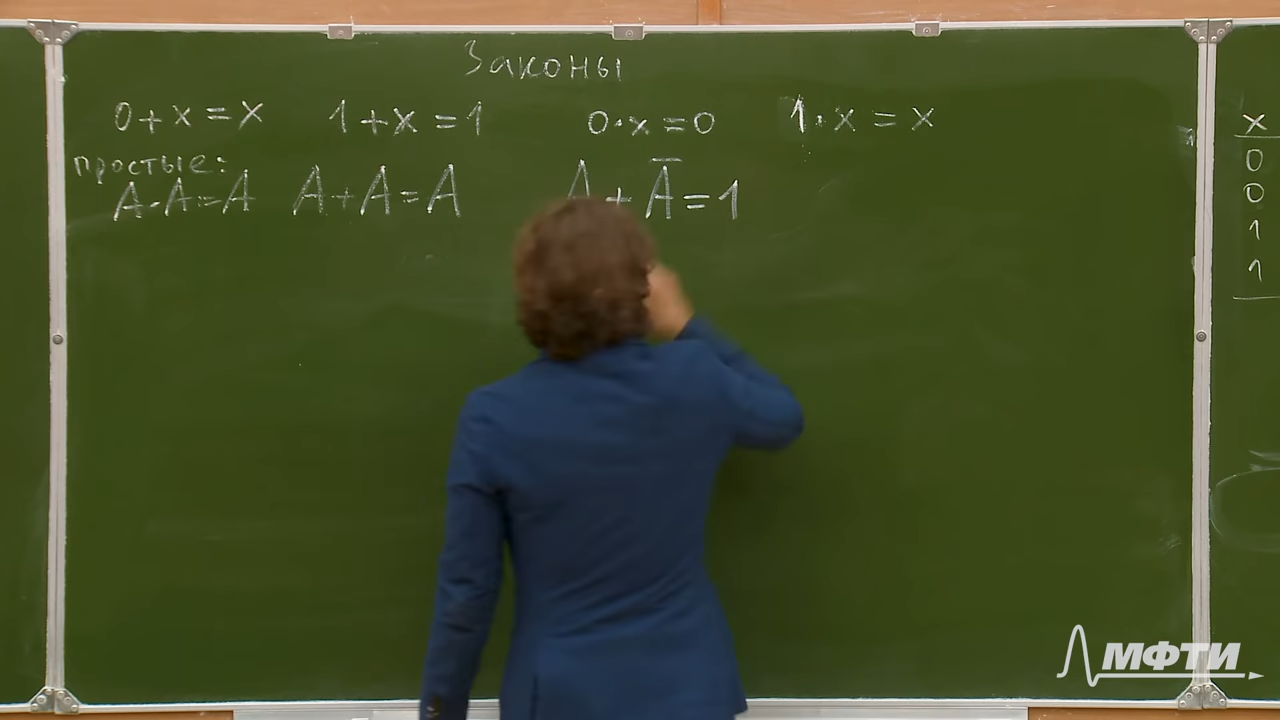 Законы
0+x=x 1+x=1 0·x=0 1·x=x
простые:
A·A=A A+A=A A+A̅=1
x
0
0
1
1
МФТИ